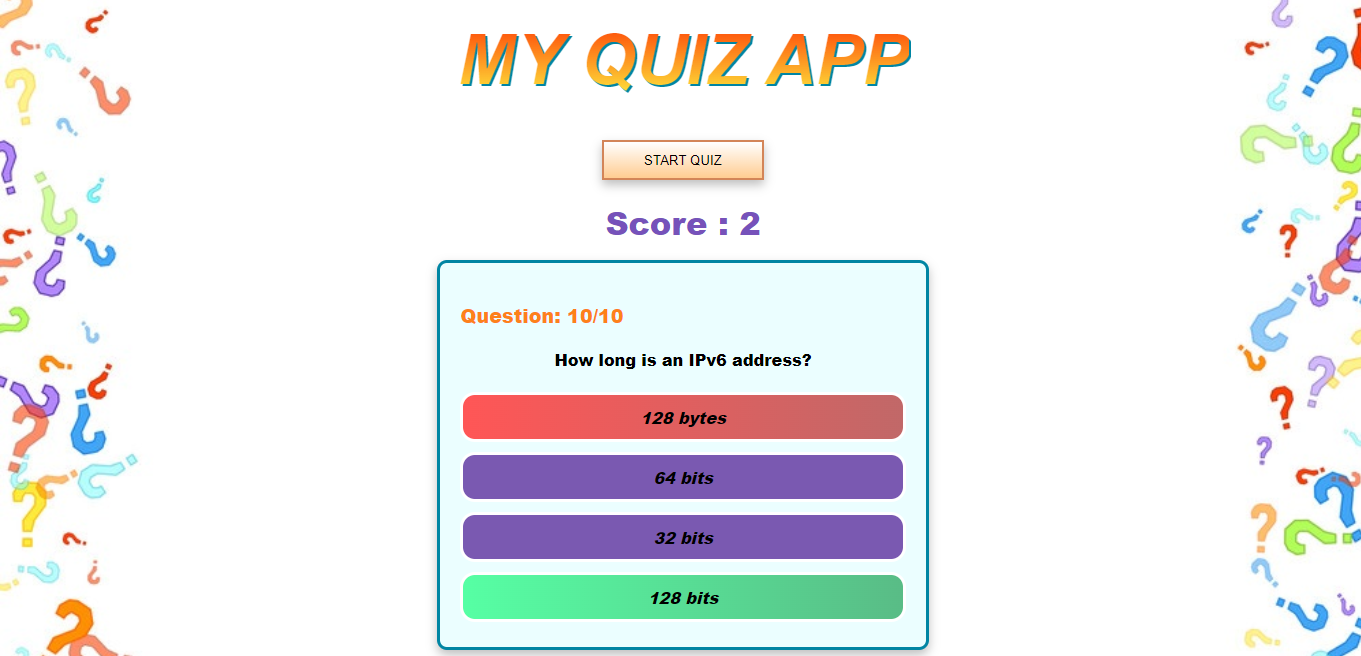 MY QUIZ APP
START QUIZ
Score : 2
Question: 10/10
How long is an IPv6 address?
128 bytes
64 bits
32 bits
128 bits